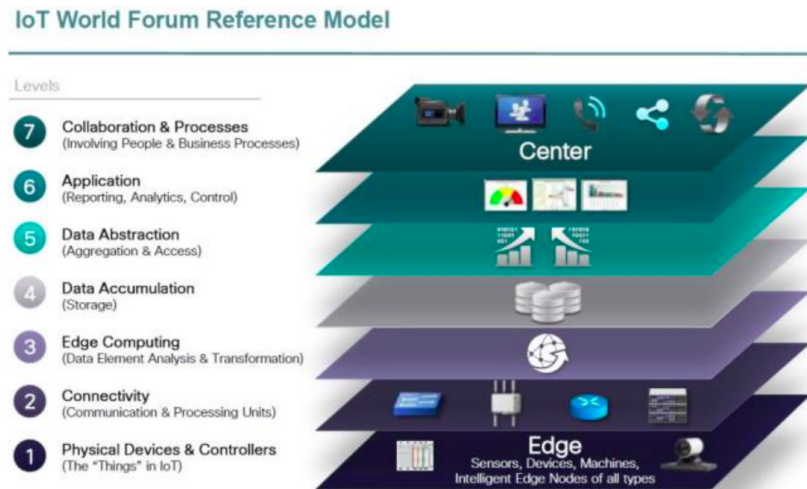 IoT World Forum Reference Model
Levels
7
Collaboration & Processes
(Involving People & Business Processes)
6
Application
(Reporting, Analytics, Control)
5
Data Abstraction
(Aggregation & Access)
4
Data Accumulation
(Storage)
3
Edge Computing
(Data Element Analysis & Transformation)
2
Connectivity
(Communication & Processing Units)
1
Physical Devices & Controllers
(The "Things" in IoT)
Center
Edge
Sensors, Devices, Machines,
Intelligent Edge Nodes of all types